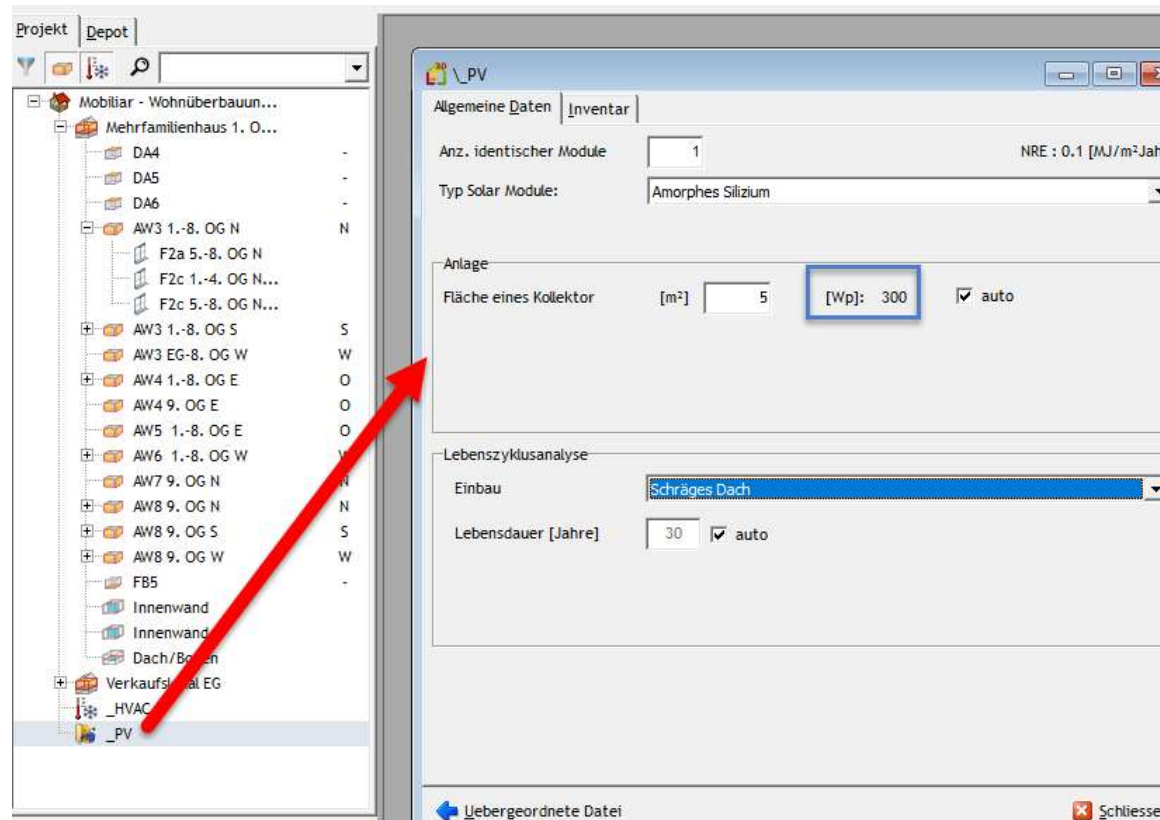 Projekt Depot
Mobiliar - Wohnüberbauun...
Mehrfamilienhaus 1. O...
DA4 -
DA5 -
DA6 -
AW3 1.-8. OG N N
F2a 5.-8. OG N
F2c 1.-4. OG N...
F2c 5.-8. OG N...
AW3 1.-8. OG S S
AW3 EG-8. OG W W
AW4 1.-8. OG E O
AW4 9. OG E O
AW5 1.-8. OG E O
AW6 1.-8. OG W
AW7 9. OG N N
AW8 9. OG N N
AW8 9. OG S S
AW8 9. OG W W
FB5 -
Innenwand
Innenwand
Dach/Boden
Verkaufslokal EG
_HVAC
_PV
\_PV
Allgemeine Daten Inventar
Anz. identischer Module 1 NRE : 0.1 [MJ/m²Jah
Typ Solar Module: Amorphes Silizium
Anlage
Fläche eines Kollektor [m²] 5 [Wp]: 300 auto
Lebenszyklusanalyse
Einbau Schräges Dach
Lebensdauer [Jahre] 30 auto
Uebergeordnete Datei Schliesse